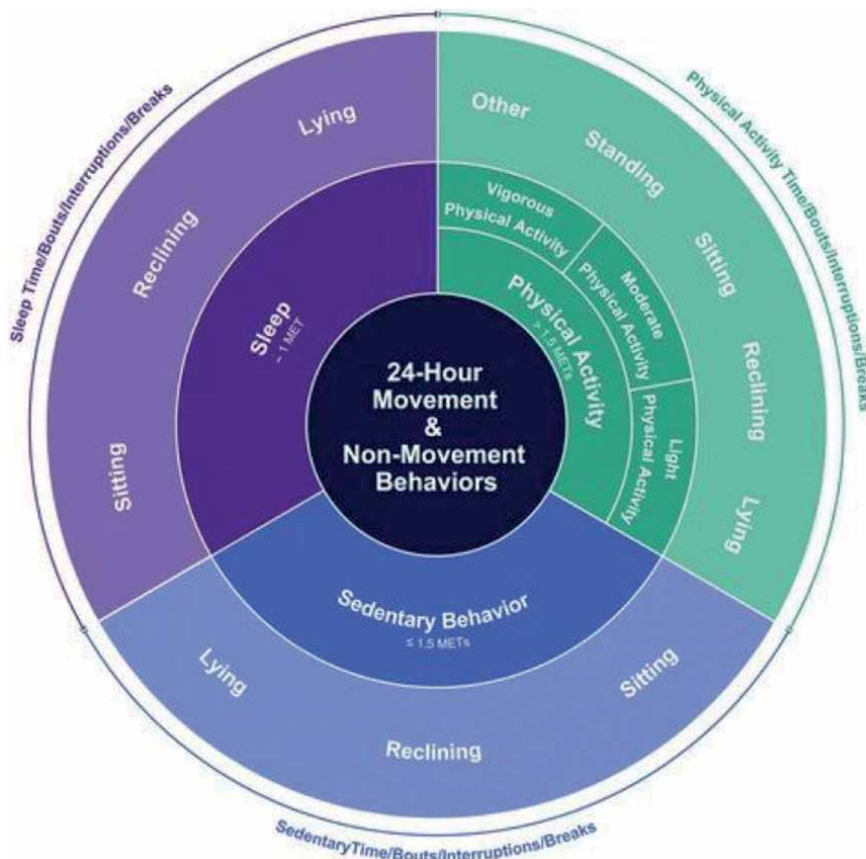 24-Hour
Movement
&
Non-Movement
Behaviors
Sleep
~ 1 MET
Lying
Reclining
Sitting
Sleep Time/Bouts/Interruptions/Breaks
Physical Activity
> 1.5 METs
Vigorous
Physical Activity
Moderate
Physical Activity
Light
Physical Activity
Other
Standing
Sitting
Reclining
Lying
Physical Activity Time/Bouts/Interruptions/Breaks
Sedentary Behavior
≤ 1.5 METs
Lying
Reclining
Sitting
SedentaryTime/Bouts/Interruptions/Breaks